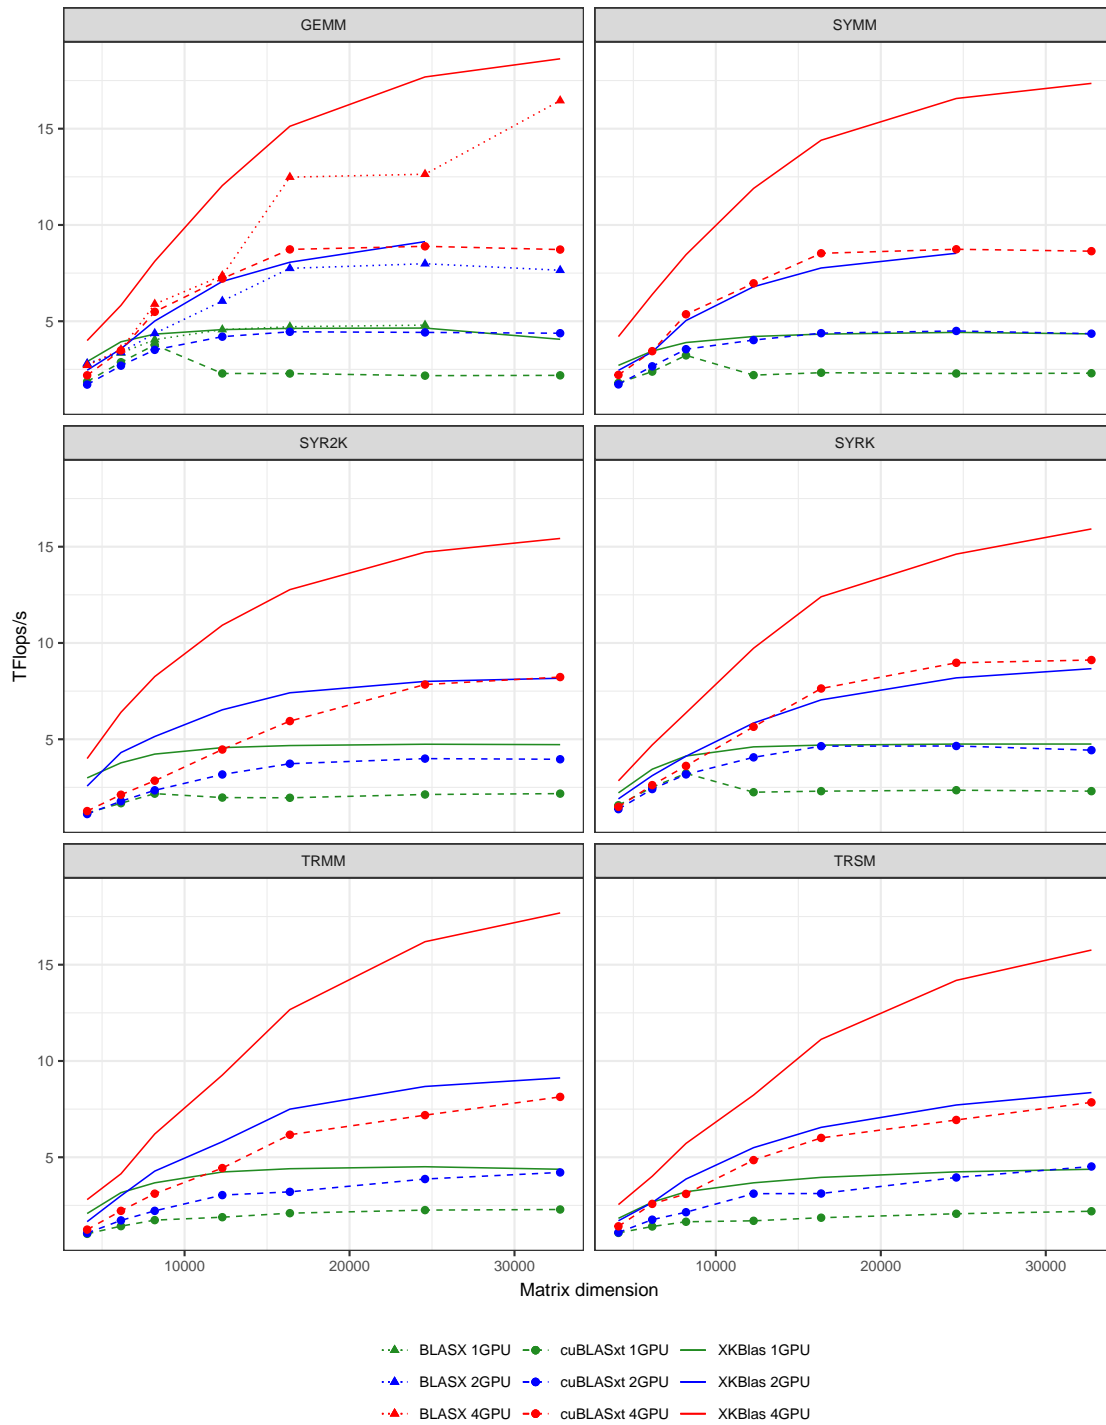 GEMM
SYMM
15
10
5
SYR2K
SYRK
TFlops/s
15
10
5
TRMM
TRSM
15
10
5
10000 20000 30000 10000 20000 30000
Matrix dimension
BLASX 1GPU cuBLASxt 1GPU XKBlas 1GPU
BLASX 2GPU cuBLASxt 2GPU XKBlas 2GPU
BLASX 4GPU cuBLASxt 4GPU XKBlas 4GPU